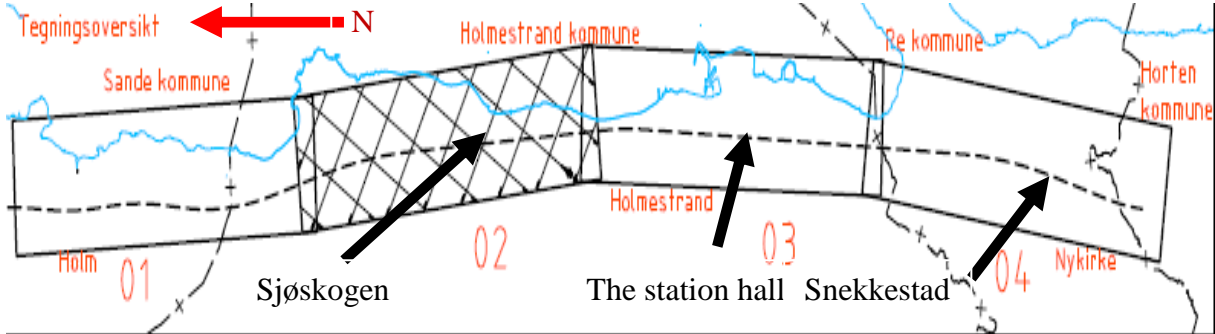 Tegningsoversikt
N
Holmestrand kommune
Re kommune
Sande kommune
Horten
kommune
Holmestrand
Holm
01
02
03
04
Nykirke
Sjøskogen
The station hall
Snekkestad